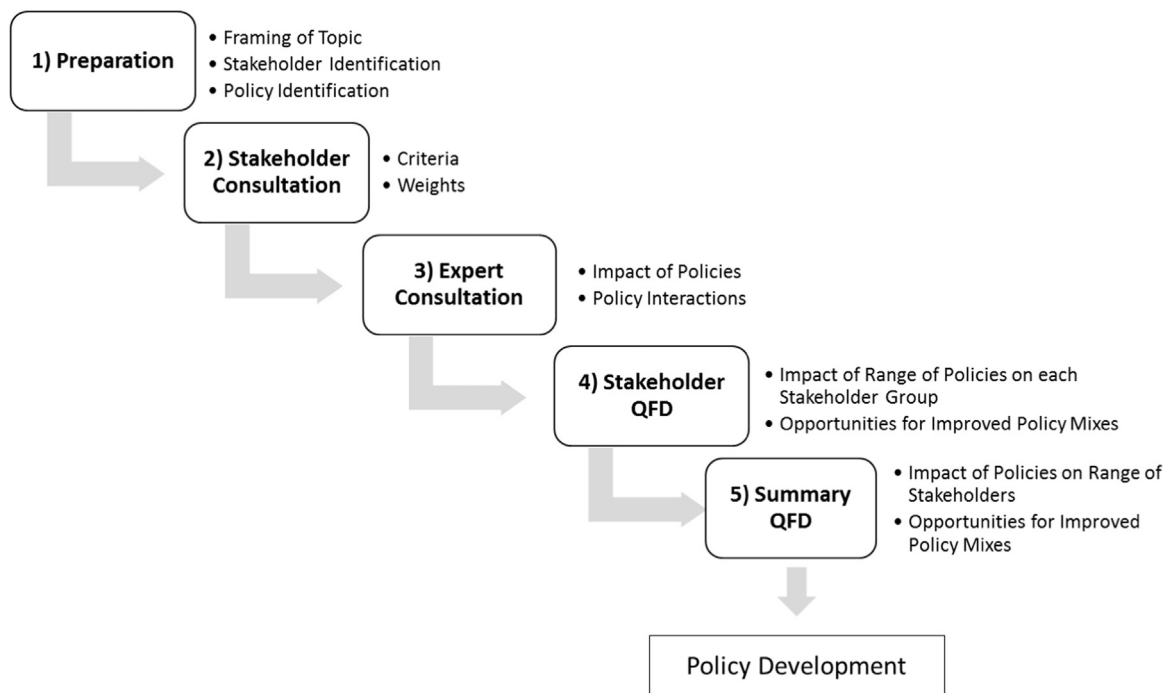 1) Preparation
• Framing of Topic
• Stakeholder Identification
• Policy Identification
2) Stakeholder
Consultation
• Criteria
• Weights
3) Expert
Consultation
• Impact of Policies
• Policy Interactions
4) Stakeholder
QFD
• Impact of Range of Policies on each
Stakeholder Group
• Opportunities for Improved Policy Mixes
5) Summary
QFD
• Impact of Policies on Range of
Stakeholders
• Opportunities for Improved
Policy Mixes
Policy Development